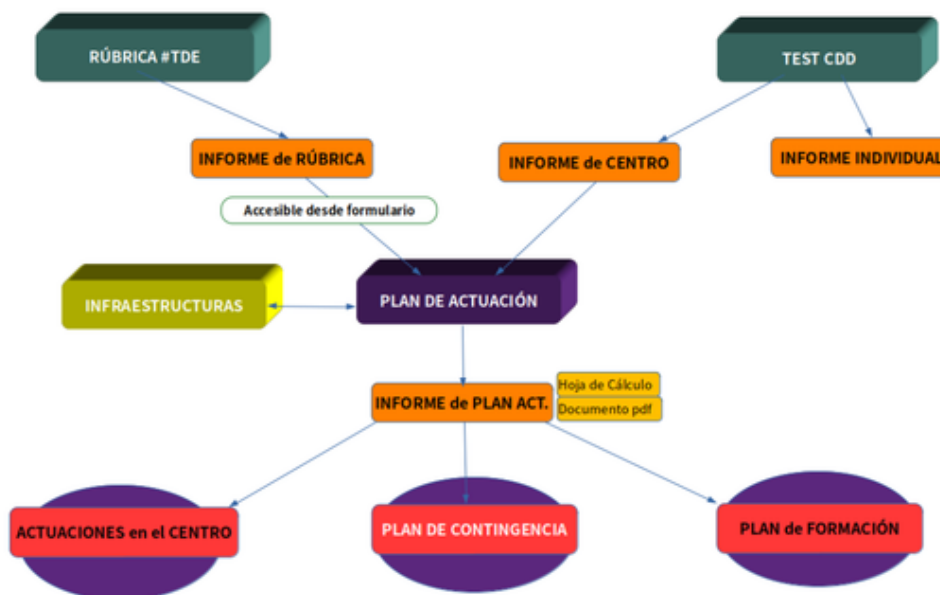 RÚBRICA #TDE
TEST CDD
INFORME de RÚBRICA
INFORME de CENTRO
INFORME INDIVIDUAL
Accesible desde formulario
INFRAESTRUCTURAS
PLAN DE ACTUACIÓN
INFORME de PLAN ACT.
Hoja de Cálculo
Documento pdf
ACTUACIONES en el CENTRO
PLAN DE CONTINGENCIA
PLAN de FORMACIÓN